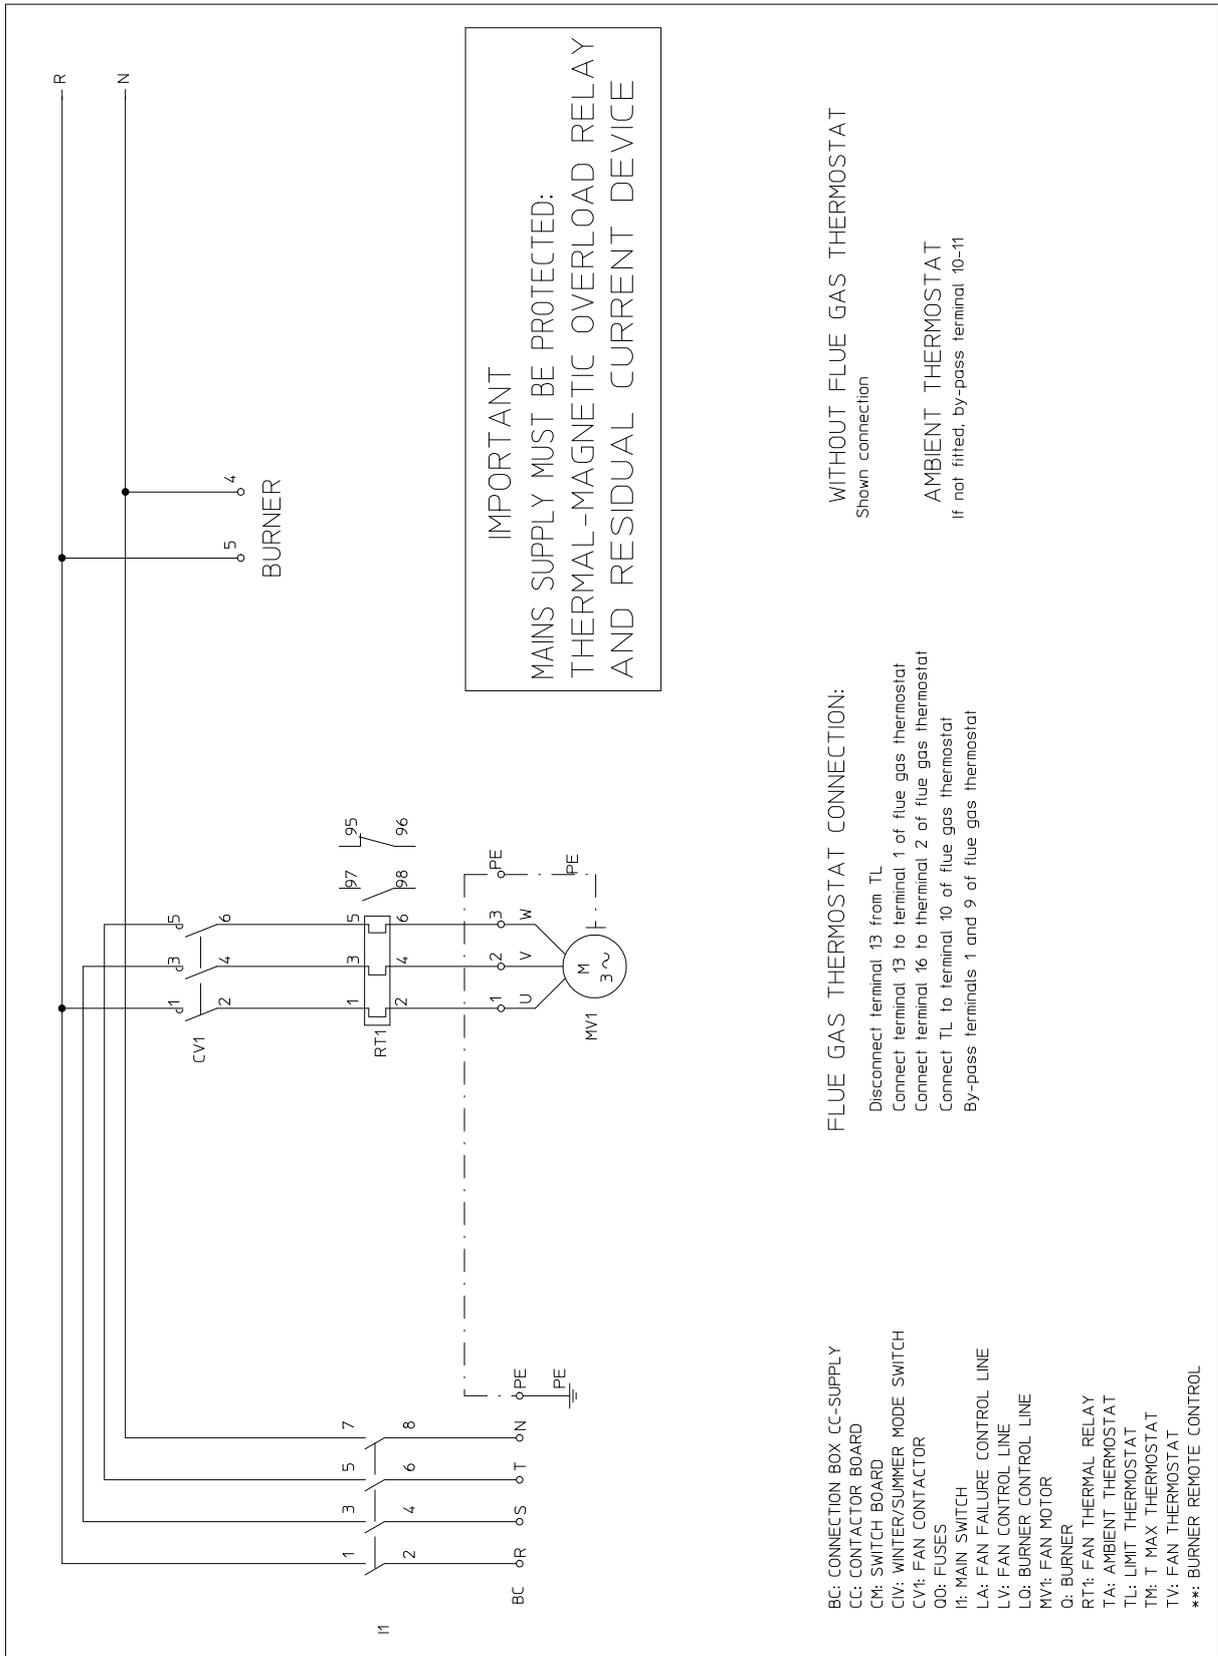 R
N
5
4
BURNER
IMPORTANT
MAINS SUPPLY MUST BE PROTECTED:
THERMAL-MAGNETIC OVERLOAD RELAY
AND RESIDUAL CURRENT DEVICE
CV1
1 3 5
2 4 6
RT1
1 3 5
2 4 6
97 95
98 96
1 2 3 PE
U V W
PE
M
3~
MV1
I1
1 3 5 7
2 4 6 8
BC
R S T N PE
PE
BC: CONNECTION BOX CC-SUPPLY
CC: CONTACTOR BOARD
CM: SWITCH BOARD
CIV: WINTER/SUMMER MODE SWITCH
CV1: FAN CONTACTOR
QO: FUSES
I1: MAIN SWITCH
LA: FAN FAILURE CONTROL LINE
LV: FAN CONTROL LINE
LQ: BURNER CONTROL LINE
MV1: FAN MOTOR
Q: BURNER
RT1: FAN THERMAL RELAY
TA: AMBIENT THERMOSTAT
TL: LIMIT THERMOSTAT
TM: T MAX THERMOSTAT
TV: FAN THERMOSTAT
**: BURNER REMOTE CONTROL
FLUE GAS THERMOSTAT CONNECTION:
Disconnect terminal 13 from TL
Connect terminal 13 to terminal 1 of flue gas thermostat
Connect terminal 16 to therminal 2 of flue gas thermostat
Connect TL to terminal 10 of flue gas thermostat
By-pass terminals 1 and 9 of flue gas thermostat
WITHOUT FLUE GAS THERMOSTAT
Shown connection
AMBIENT THERMOSTAT
If not fitted, by-pass terminal 10-11